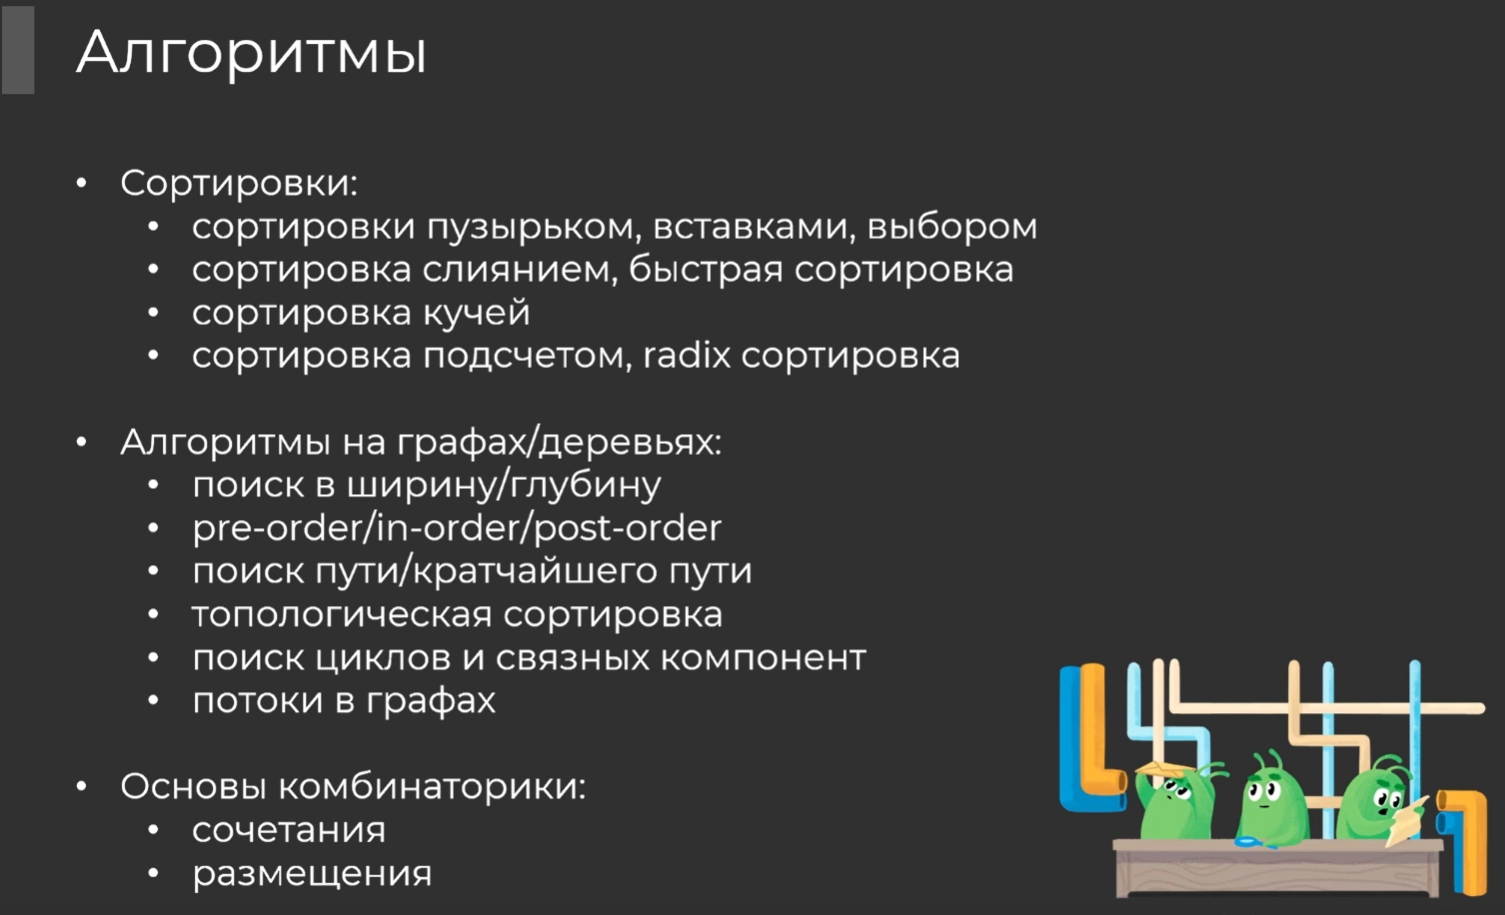 Алгоритмы
• Сортировки:
• сортировки пузырьком, вставками, выбором
• сортировка слиянием, быстрая сортировка
• сортировка кучей
• сортировка подсчетом, radix сортировка
• Алгоритмы на графах/деревьях:
• поиск в ширину/глубину
• pre-order/in-order/post-order
• поиск пути/кратчайшего пути
• топологическая сортировка
• поиск циклов и связных компонент
• потоки в графах
• Основы комбинаторики:
• сочетания
• размещения